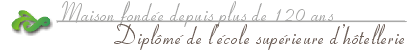 Maison fondée depuis plus de 120 ans
Diplômé de l'école supérieure d'hôtellerie